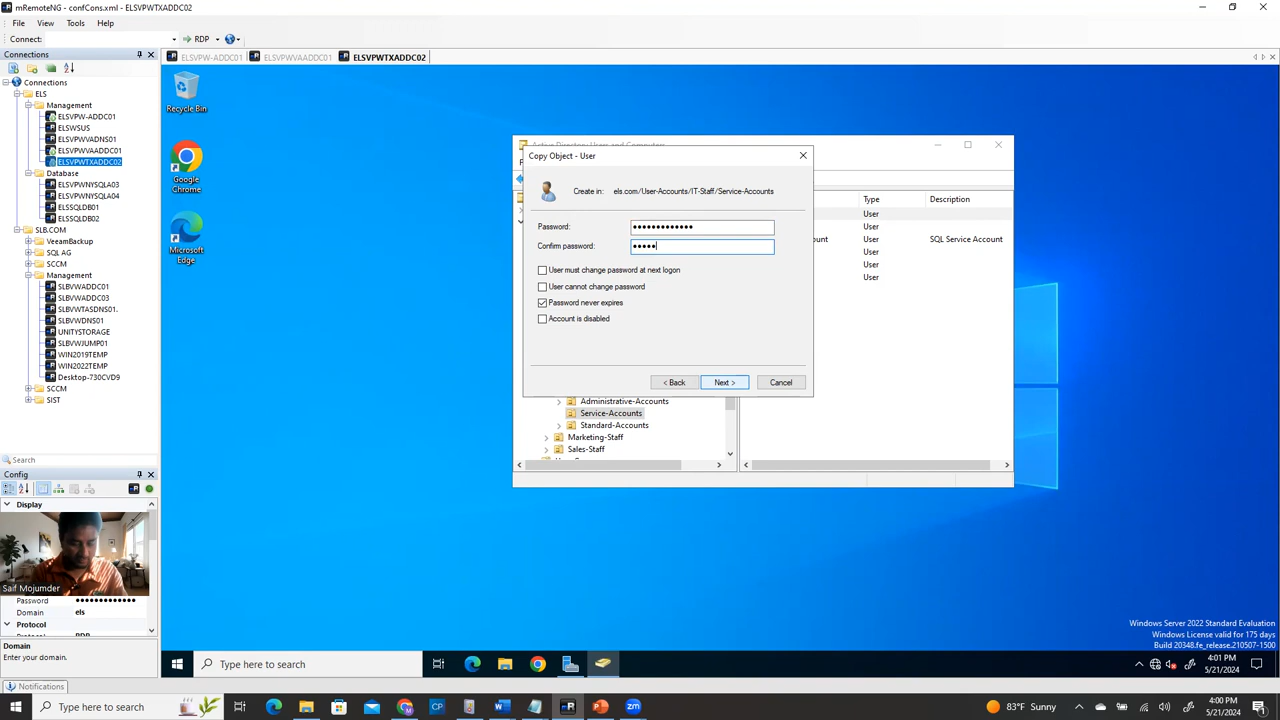 mRemoteNG - confCons.xml - ELSVPWTXADDC02
File View Tools Help
Connect: RDP
Connections
ELSVPW-ADDC01 ELSVPWVAADDC01 ELSVPWTXADDC02
Connections
ELS
Management
ELSVPW-ADDC01
ELSWSUS
ELSVPWVADNS01
ELSVPWVAADDC01
ELSVPWTXADDC02
Database
ELSVPWNYSQLA03
ELSVPWNYSQLA04
ELSSQLDB01
ELSSQLDB02
SLB.COM
VeeamBackup
SQL AG
SCCM
Management
SLBVWADDC01
SLBVWADDC03
SLBVWTASDNS01.
SLBVWDNS01
UNITYSTORAGE
SLBVWJUMP01
WIN2019TEMP
WIN2022TEMP
Desktop-730CVD9
SCCM
SIST
Search
Config
Display
Saif Mojumder
Password •••••••••••••
Domain els
Protocol
Domain
Enter your domain.
Notifications
Recycle Bin
Google
Chrome
Microsoft
Edge
Active Directory Users and Computers
Copy Object - User
Create in: els.com/User-Accounts/IT-Staff/Service-Accounts
Password: •••••••••••••
Confirm password: •••••
User must change password at next logon
User cannot change password
Password never expires
Account is disabled
< Back Next > Cancel
Type Description
User
User
ount User SQL Service Account
User
User
User
Administrative-Accounts
Service-Accounts
Standard-Accounts
Marketing-Staff
Sales-Staff
Windows Server 2022 Standard Evaluation
Windows License valid for 175 days
Build 20348.fe_release.210507-1500
Type here to search
4:01 PM
5/21/2024
Type here to search
83°F Sunny
4:00 PM
5/21/2024